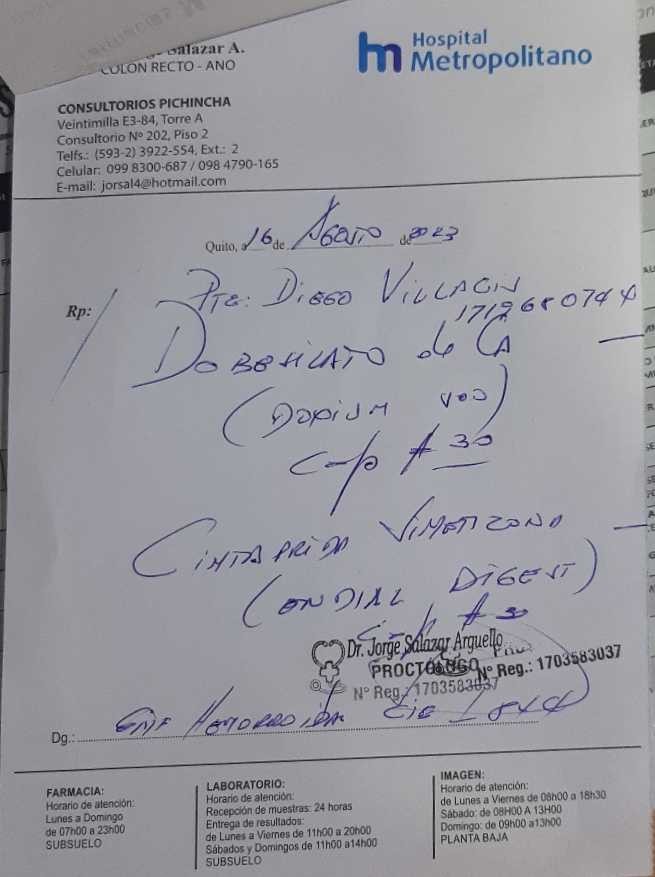 Salazar A.
COLON RECTO - ANO
Hospital
Metropolitano
CONSULTORIOS PICHINCHA
Veintimilla E3-84, Torre A
Consultorio Nº 202, Piso 2
Telfs.: (593-2) 3922-554, Ext.: 2
Celular: 099 8300-687 / 098 4790-165
E-mail: jorsal4@hotmail.com
Quito, a 16 de Agosto de 2023
Rp:
Pte: Diego Villacis
1712680744
Dobesilato de Ca
(Doxium 500)
Cap # 30
Cintaprida Simeticona
(Endial Digest)
# 30
Dr. Jorge Salazar Arguello
PROCTOLOGO
Nº Reg.: 1703583037
Nº Reg.: 1703583037
Dg.: Enf Hemorroidal Cie I 844
FARMACIA:
Horario de atención:
Lunes a Domingo
de 07h00 a 23h00
SUBSUELO
LABORATORIO:
Horario de atención:
Recepción de muestras: 24 horas
Entrega de resultados:
de Lunes a Viernes de 11h00 a 20h00
Sábados y Domingos de 11h00 a14h00
SUBSUELO
IMAGEN:
Horario de atención:
de Lunes a Viernes de 08h00 a 18h30
Sábado: de 08H00 A 13H00
Domingo: de 09h00 a13h00
PLANTA BAJA